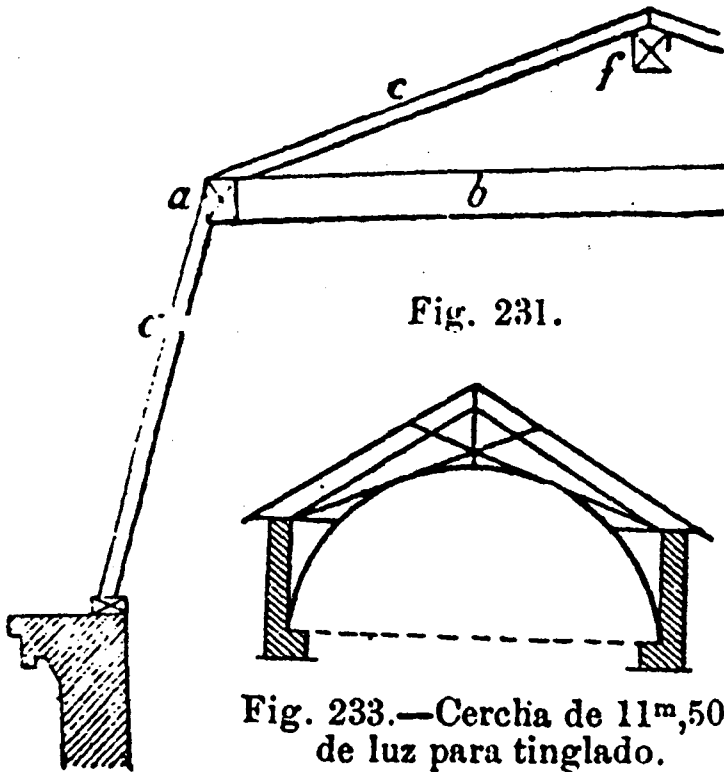 c
f
a
b
c'
Fig. 231.
Fig. 233.—Cercha de 11ᵐ,50
de luz para tinglado.